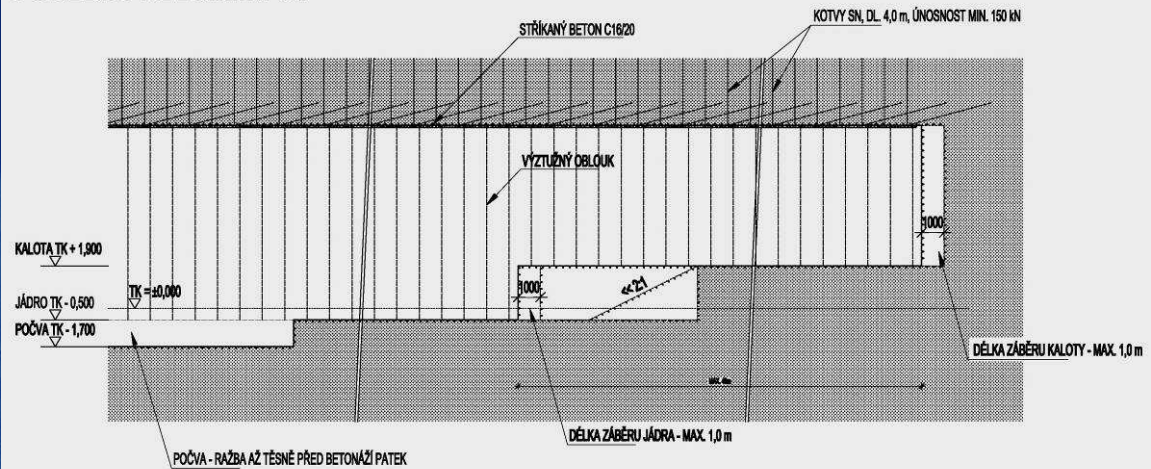 KOTVY SN, DL. 4,0 m, ÚNOSNOST MIN. 150 kN
STŘÍKANÝ BETON C16/20
VÝZTUŽNÝ OBLOUK
1000
KALOTA TK + 1,900
TK = ±0,000
1000
<<2:1
JÁDRO TK - 0,500
POČVA TK - 1,700
DÉLKA ZÁBĚRU KALOTY - MAX. 1,0 m
DÉLKA ZÁBĚRU JÁDRA - MAX. 1,0 m
POČVA - RAŽBA AŽ TĚSNĚ PŘED BETONÁŽÍ PATEK